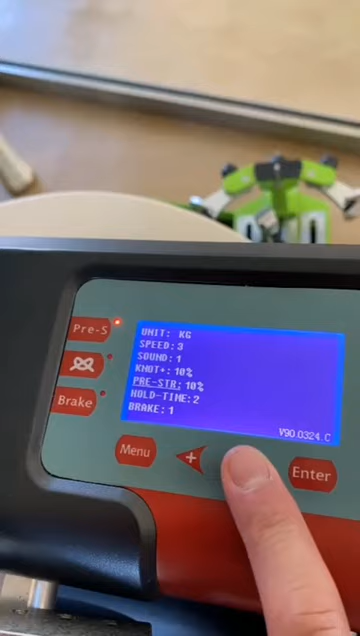 Pre-S
Brake
UNIT: KG
SPEED: 3
SOUND: 1
KNOT+: 10%
PRE-STR: 10%
HOLD-TIME: 2
BRAKE: 1
V90.0324.C
Menu
+
Enter